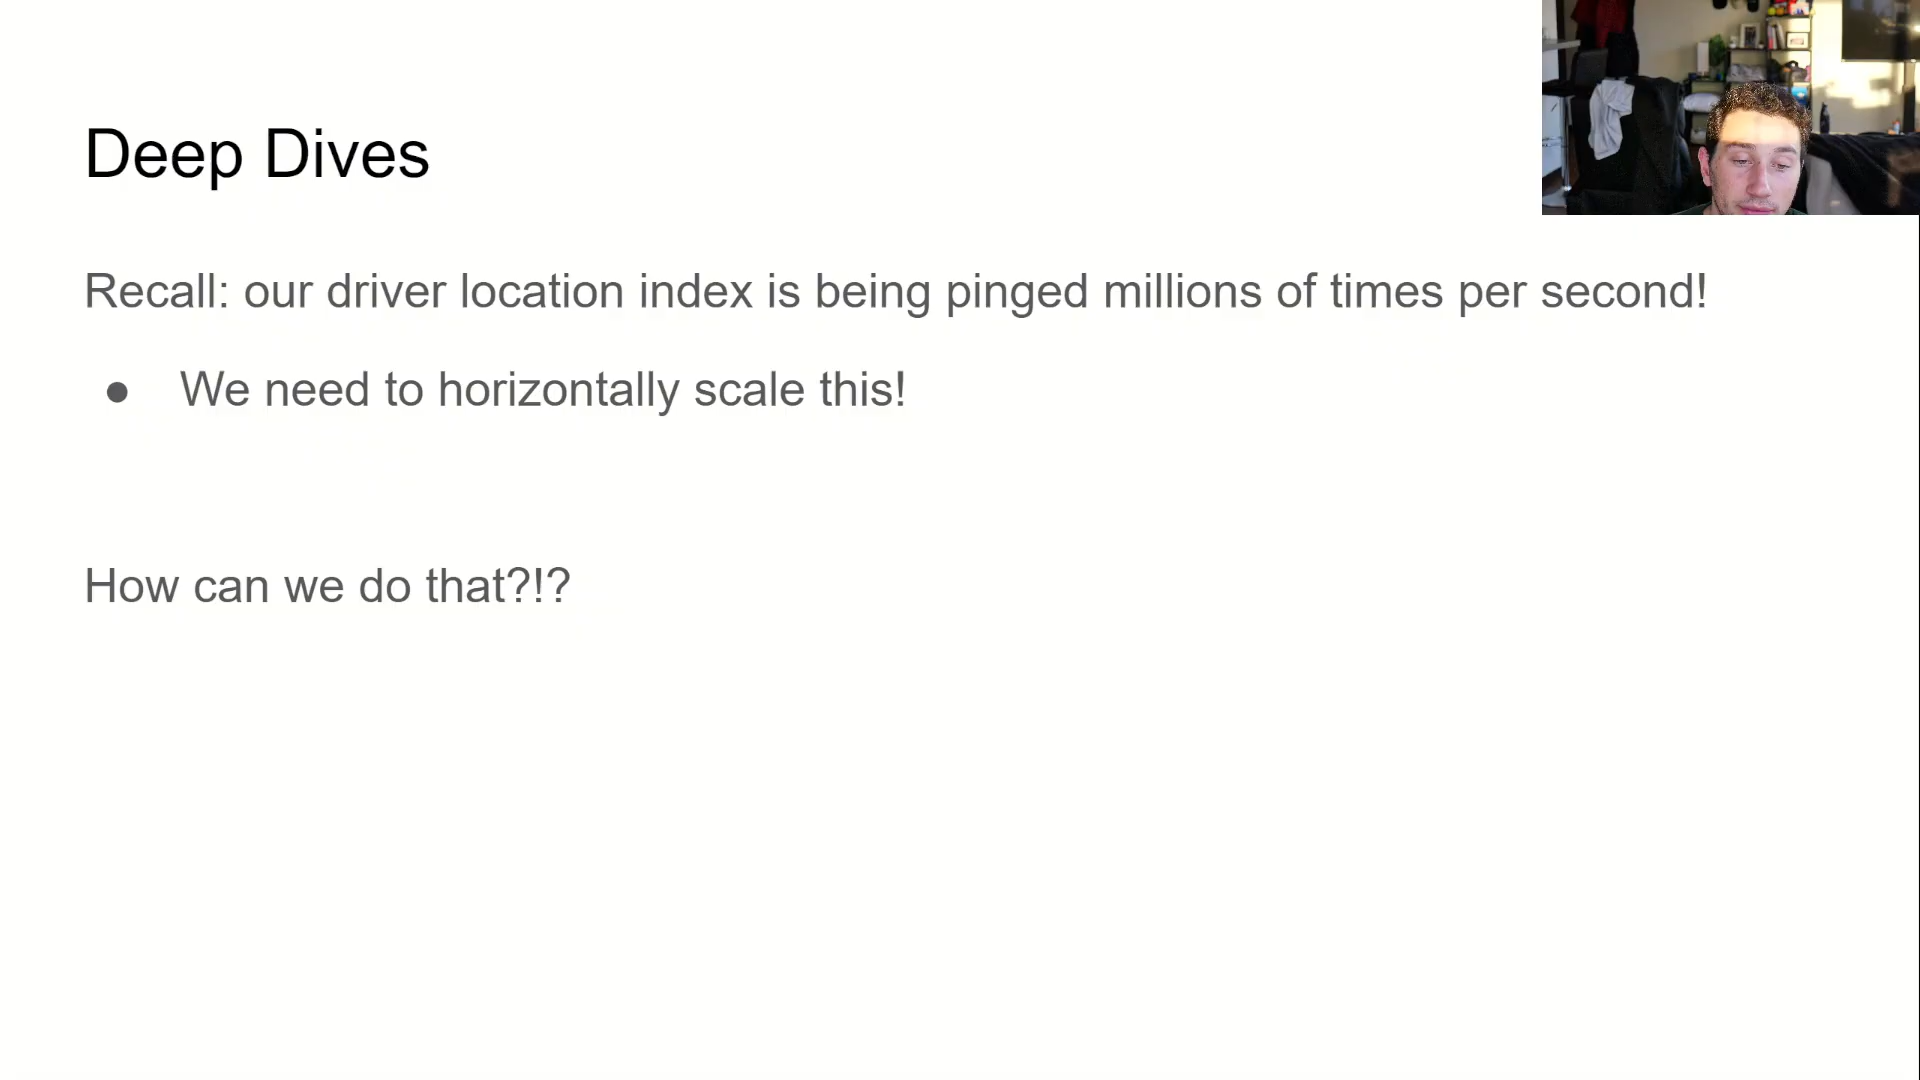 Deep Dives
Recall: our driver location index is being pinged millions of times per second!
● We need to horizontally scale this!
How can we do that?!?